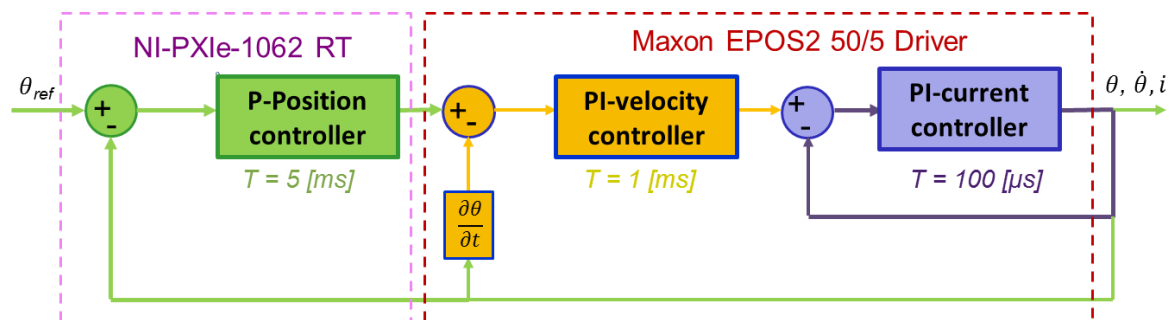 NI-PXIe-1062 RT
Maxon EPOS2 50/5 Driver
θref
+
-
P-Position
controller
T = 5 [ms]
+
-
PI-velocity
controller
T = 1 [ms]
+
-
PI-current
controller
T = 100 [µs]
θ, θ̇, i
∂θ
∂t